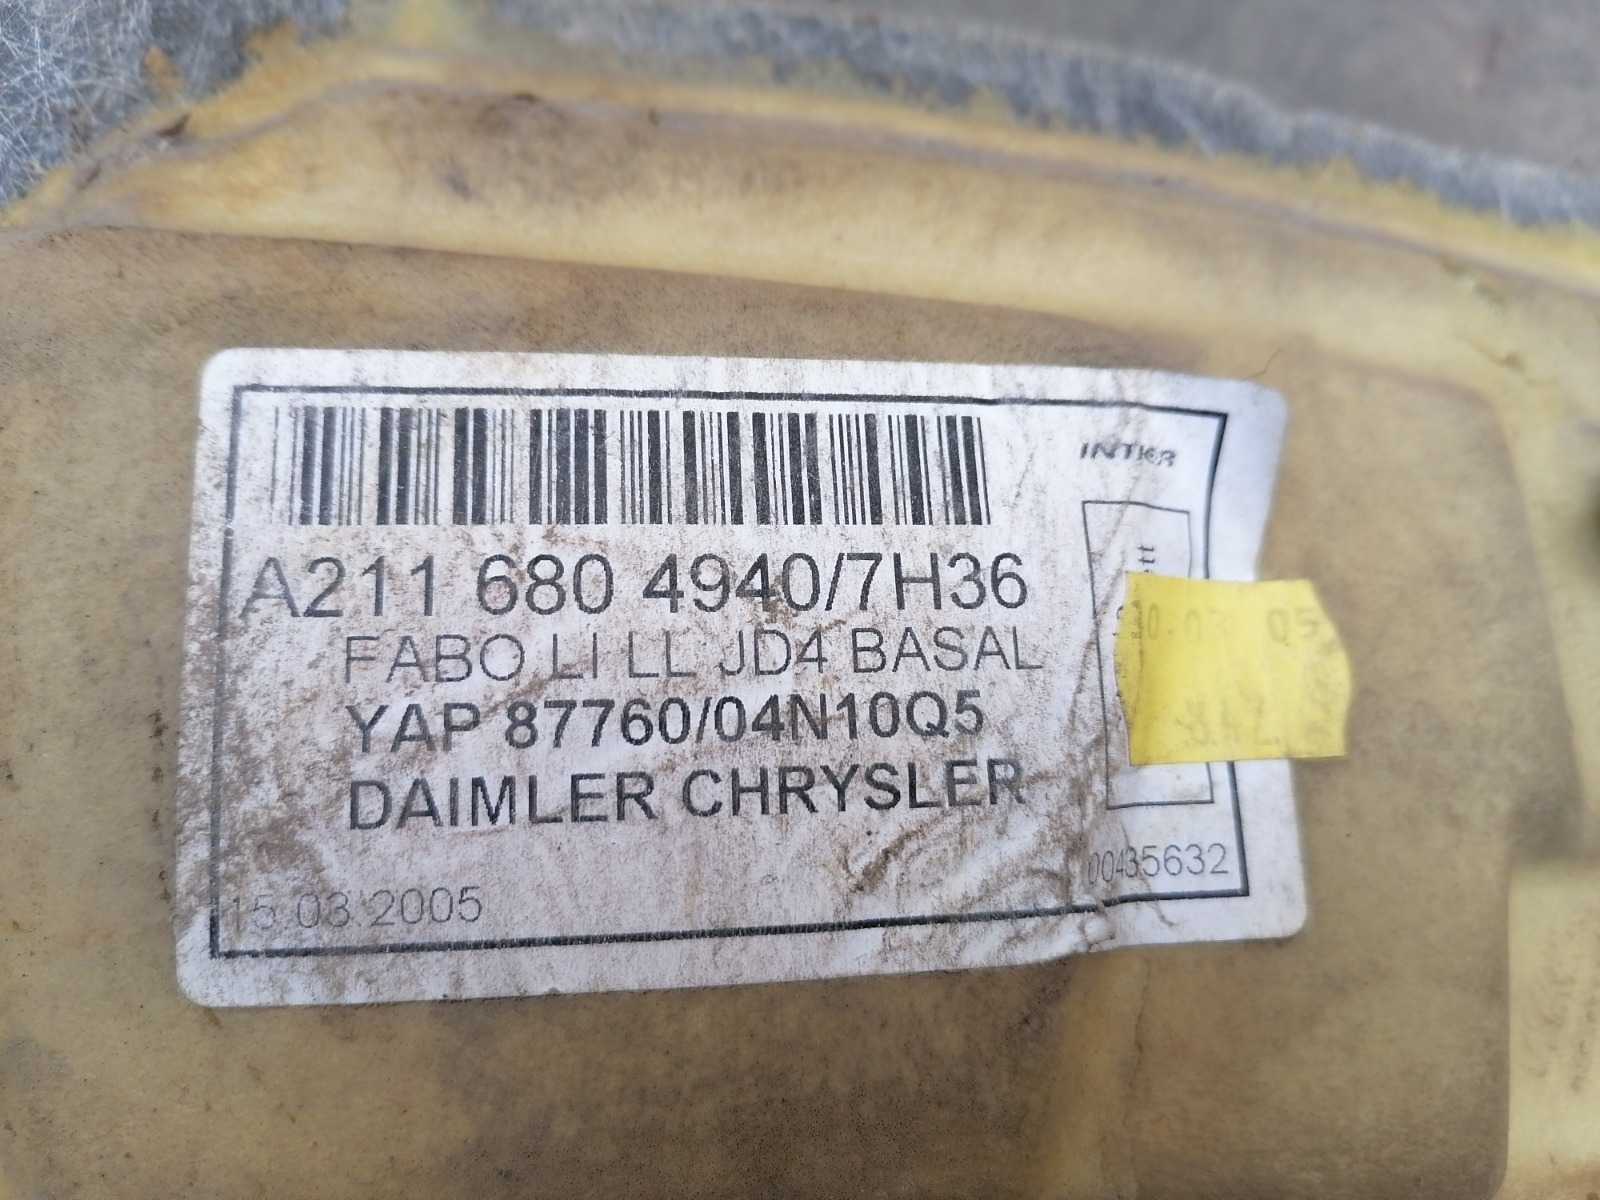 INTIER
A211 680 4940/7H36
FABO LI LL JD4 BASAL
YAP 87760/04N10Q5
DAIMLER CHRYSLER
15.03.2005
00435632